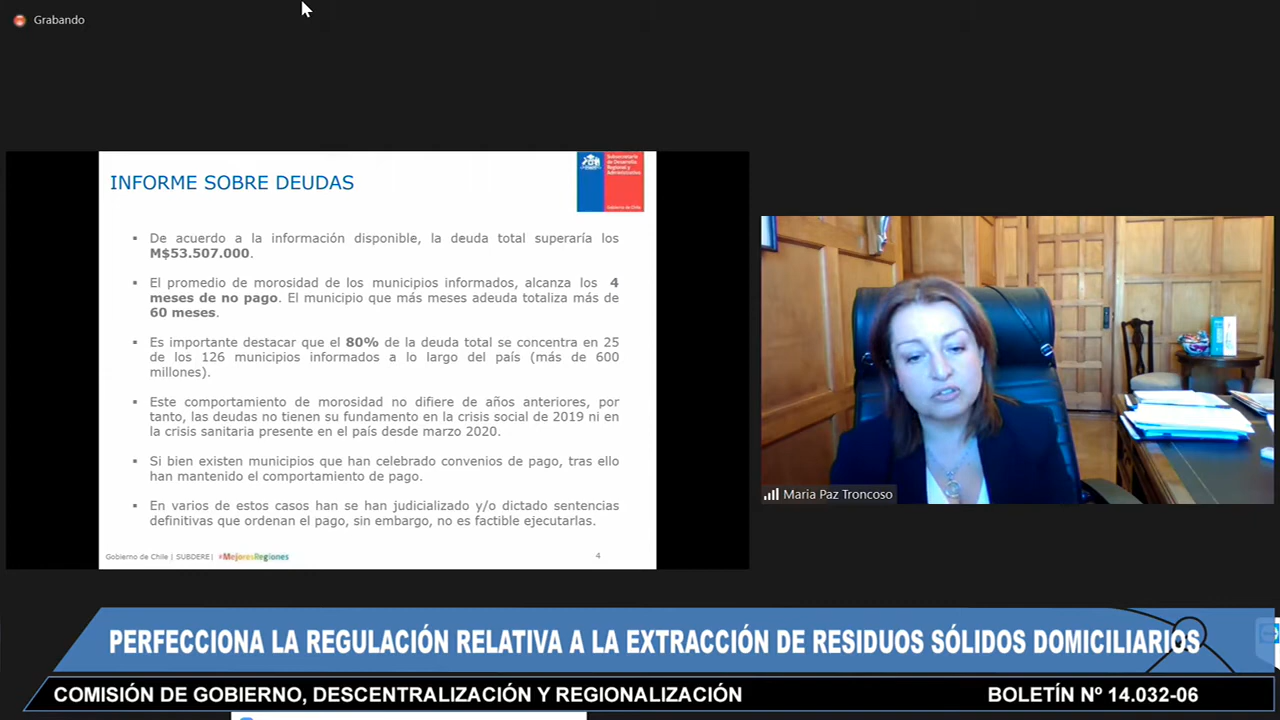 Grabando
INFORME SOBRE DEUDAS
Subsecretaría
de Desarrollo
Regional y
Administrativo
Gobierno de Chile
▪ De acuerdo a la información disponible, la deuda total superaría los
M$53.507.000.
▪ El promedio de morosidad de los municipios informados, alcanza los 4
meses de no pago. El municipio que más meses adeuda totaliza más de
60 meses.
▪ Es importante destacar que el 80% de la deuda total se concentra en 25
de los 126 municipios informados a lo largo del país (más de 600
millones).
▪ Este comportamiento de morosidad no difiere de años anteriores, por
tanto, las deudas no tienen su fundamento en la crisis social de 2019 ni en
la crisis sanitaria presente en el país desde marzo 2020.
▪ Si bien existen municipios que han celebrado convenios de pago, tras ello
han mantenido el comportamiento de pago.
▪ En varios de estos casos han se han judicializado y/o dictado sentencias
definitivas que ordenan el pago, sin embargo, no es factible ejecutarlas.
Gobierno de Chile | SUBDERE| #MejoresRegiones
4
Maria Paz Troncoso
PERFECCIONA LA REGULACIÓN RELATIVA A LA EXTRACCIÓN DE RESIDUOS SÓLIDOS DOMICILIARIOS
COMISIÓN DE GOBIERNO, DESCENTRALIZACIÓN Y REGIONALIZACIÓN
BOLETÍN Nº 14.032-06